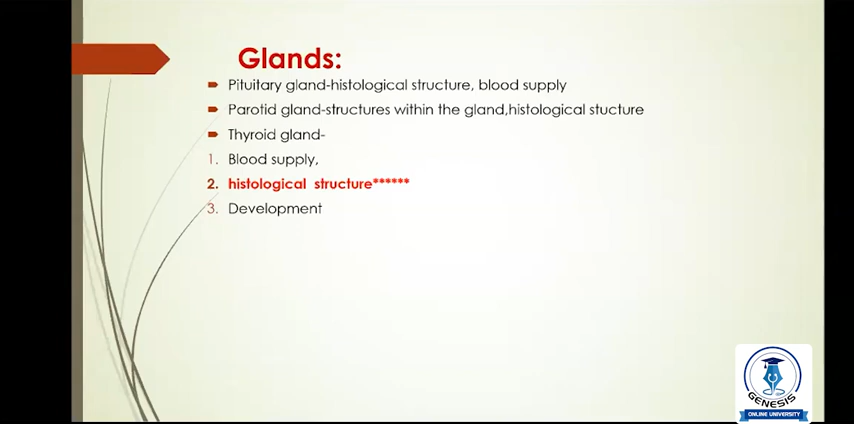 Glands:
Pituitary gland-histological structure, blood supply
Parotid gland-structures within the gland,histological stucture
Thyroid gland-
1. Blood supply,
2. histological structure******
3. Development
GENESIS
ONLINE UNIVERSITY